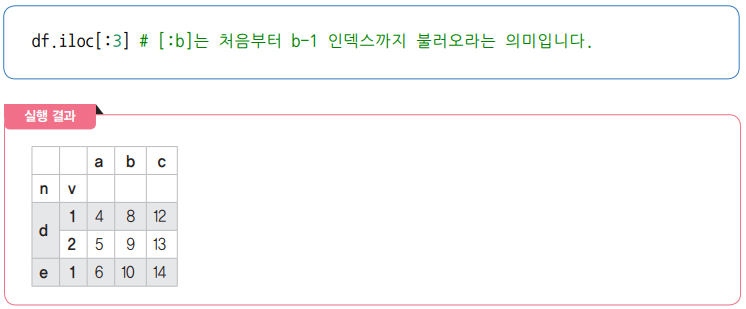 df.iloc[:3] # [:b]는 처음부터 b-1 인덱스까지 불러오라는 의미입니다.
실행 결과
a b c
n v
d 1 4 8 12
2 5 9 13
e 1 6 10 14